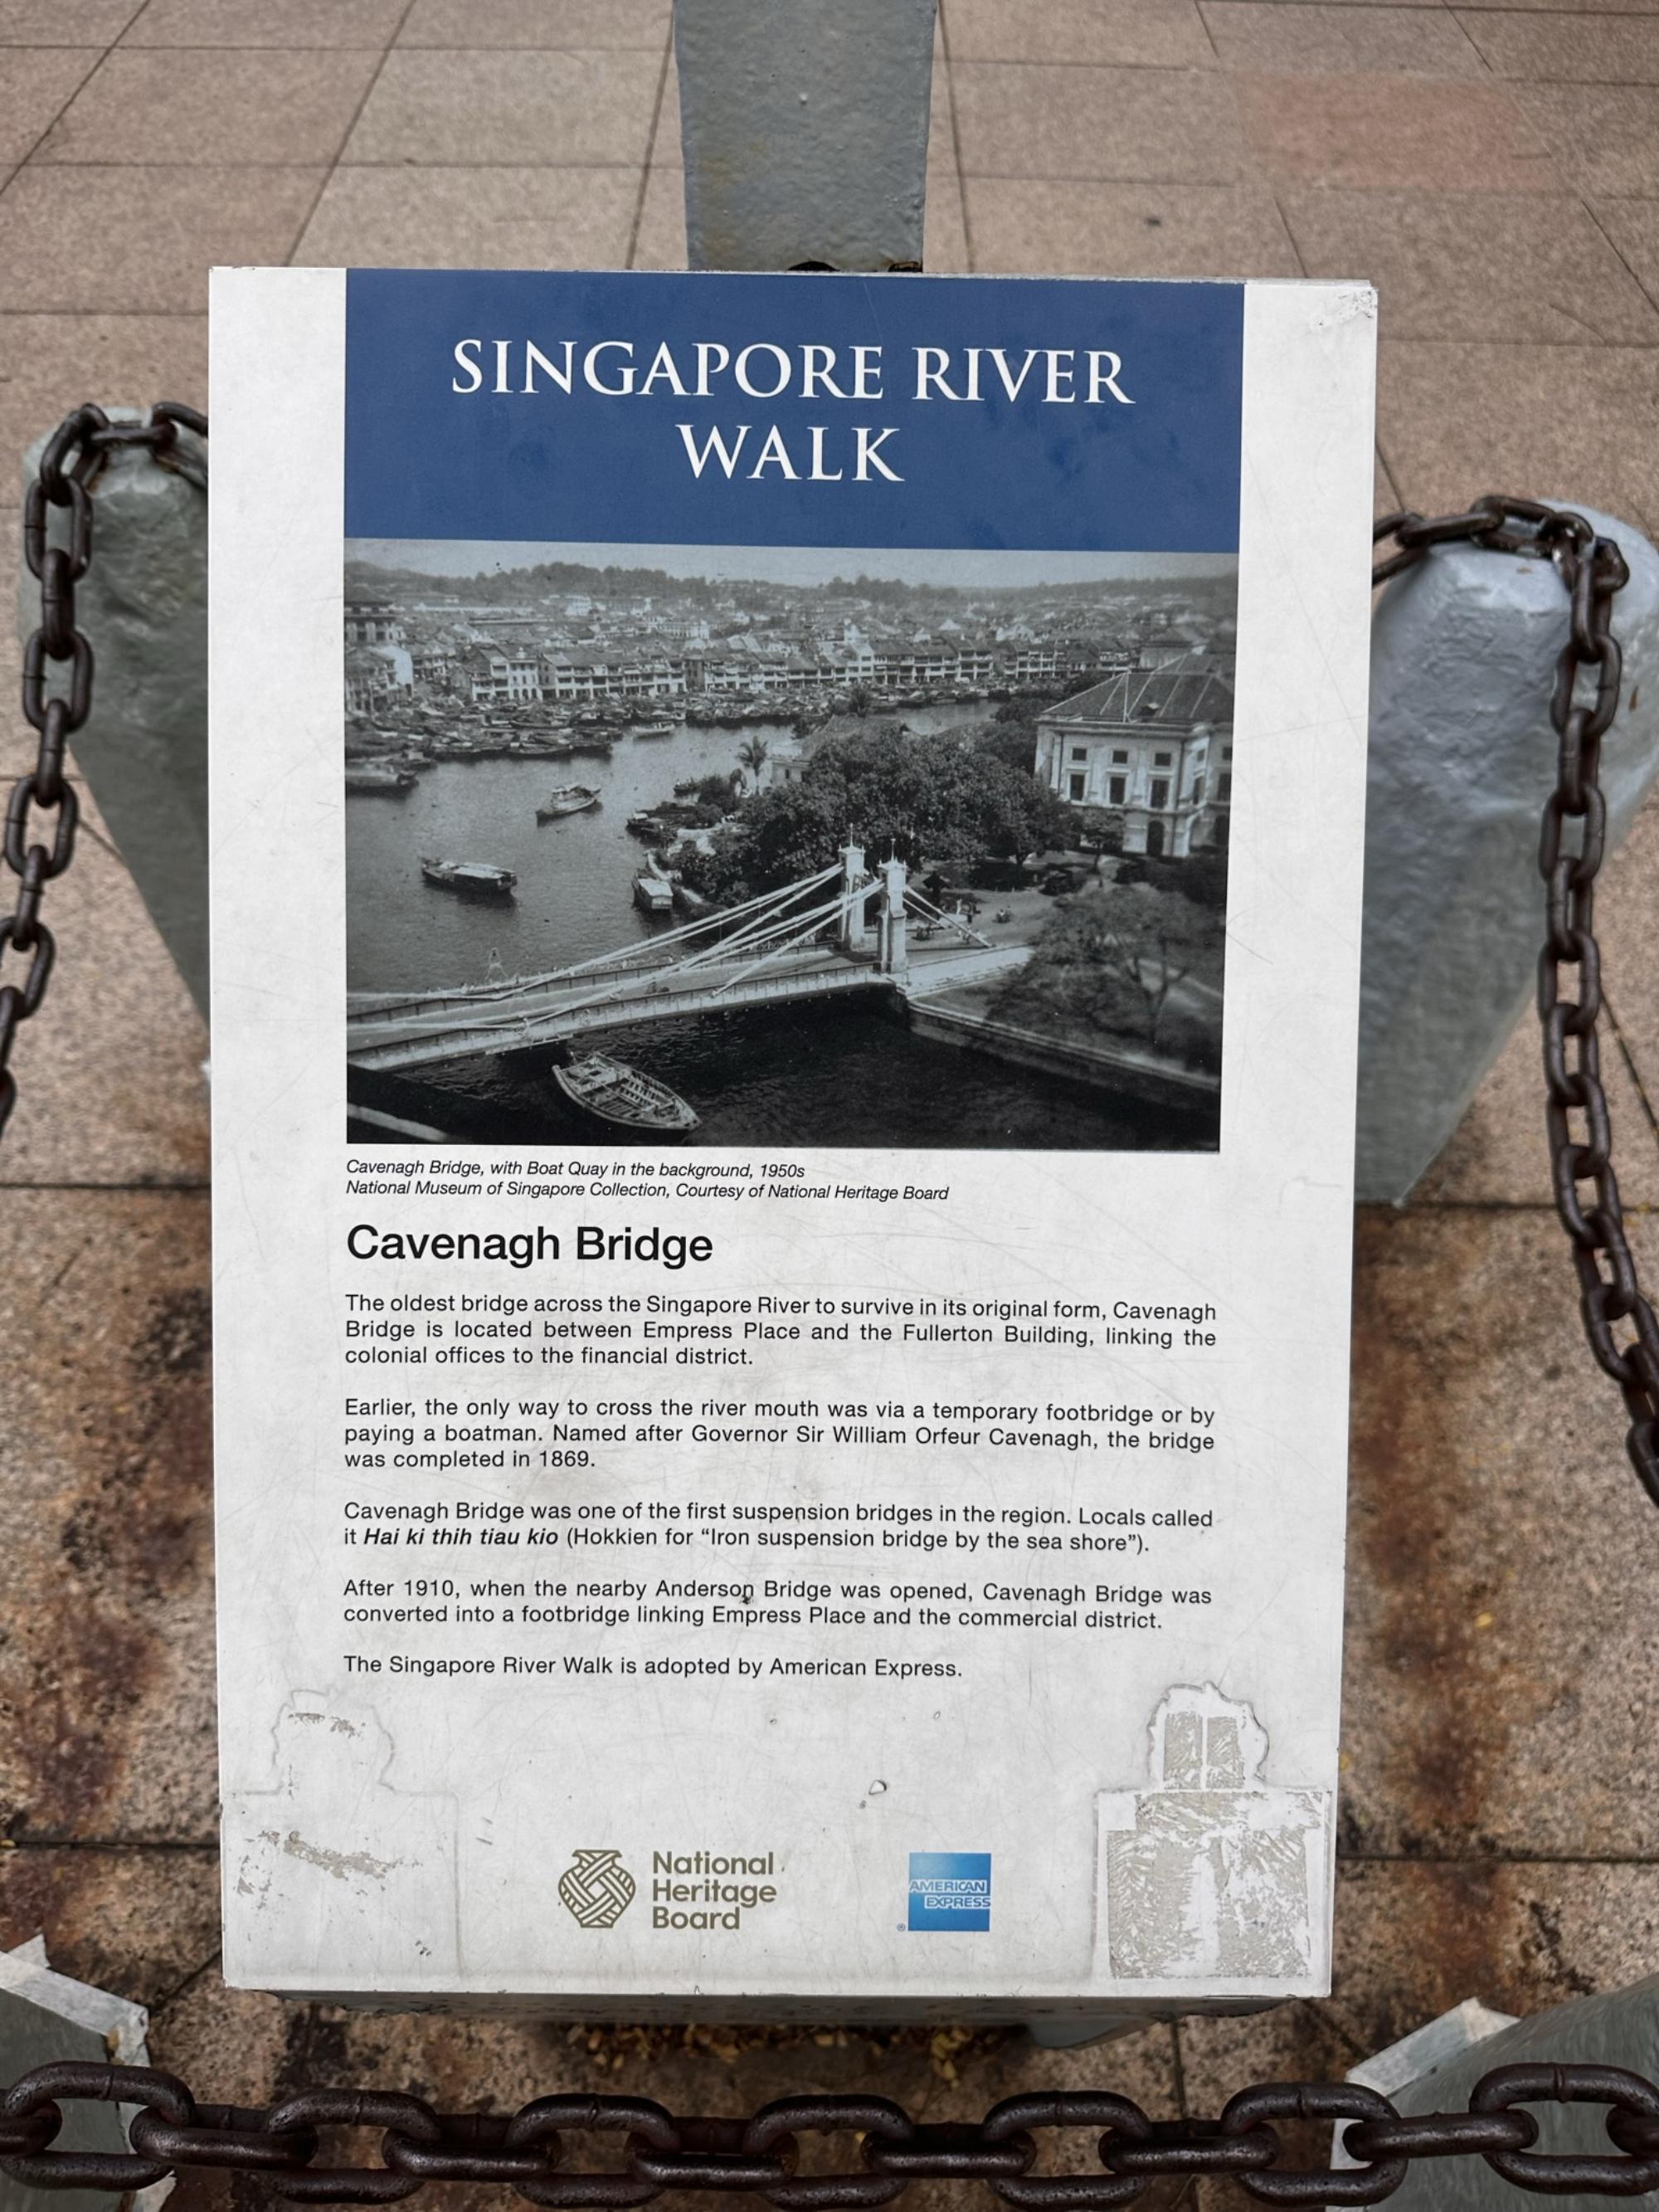 SINGAPORE RIVER
WALK
Cavenagh Bridge, with Boat Quay in the background, 1950s
National Museum of Singapore Collection, Courtesy of National Heritage Board
Cavenagh Bridge
The oldest bridge across the Singapore River to survive in its original form, Cavenagh
Bridge is located between Empress Place and the Fullerton Building, linking the
colonial offices to the financial district.
Earlier, the only way to cross the river mouth was via a temporary footbridge or by
paying a boatman. Named after Governor Sir William Orfeur Cavenagh, the bridge
was completed in 1869.
Cavenagh Bridge was one of the first suspension bridges in the region. Locals called
it Hai ki thih tiau kio (Hokkien for “Iron suspension bridge by the sea shore”).
After 1910, when the nearby Anderson Bridge was opened, Cavenagh Bridge was
converted into a footbridge linking Empress Place and the commercial district.
The Singapore River Walk is adopted by American Express.
National
Heritage
Board
AMERICAN
EXPRESS
®